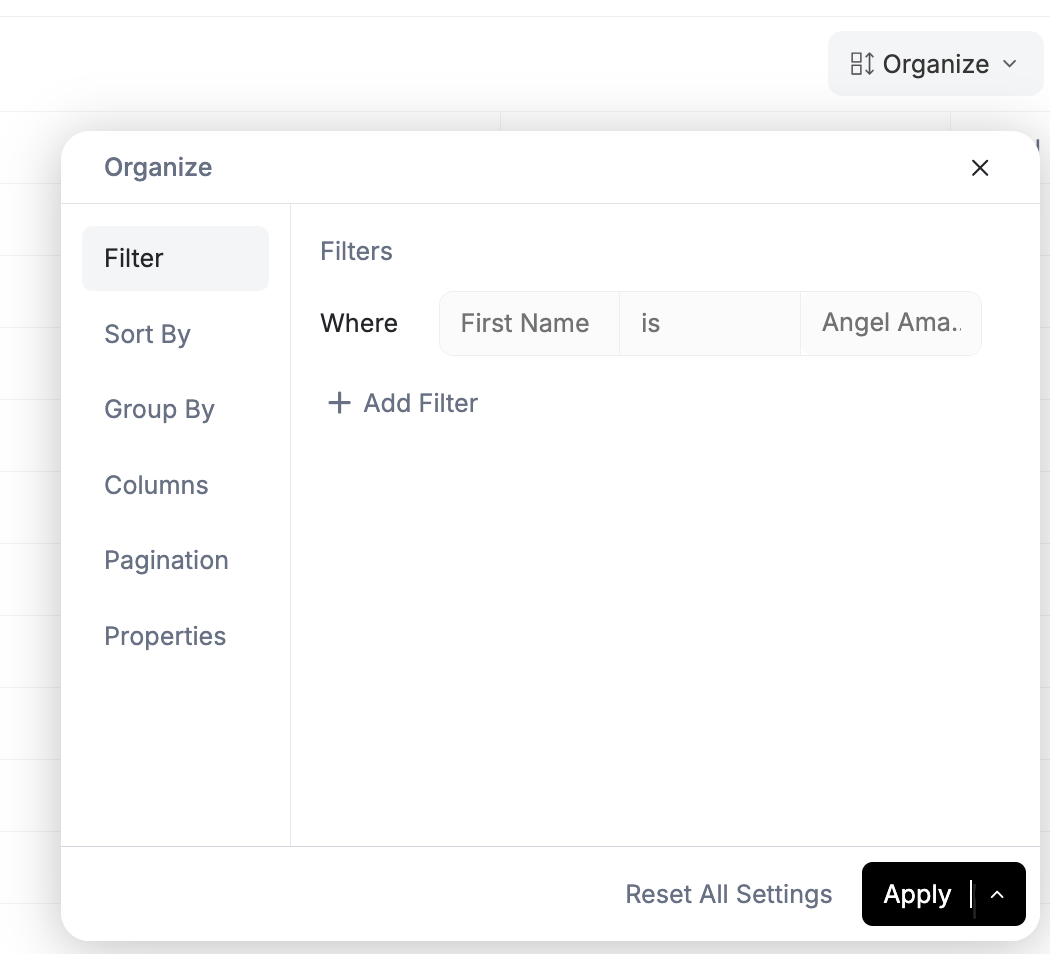 Organize
Organize
Filter
Sort By
Group By
Columns
Pagination
Properties
Filters
Where First Name is Angel Ama..
+ Add Filter
Reset All Settings Apply